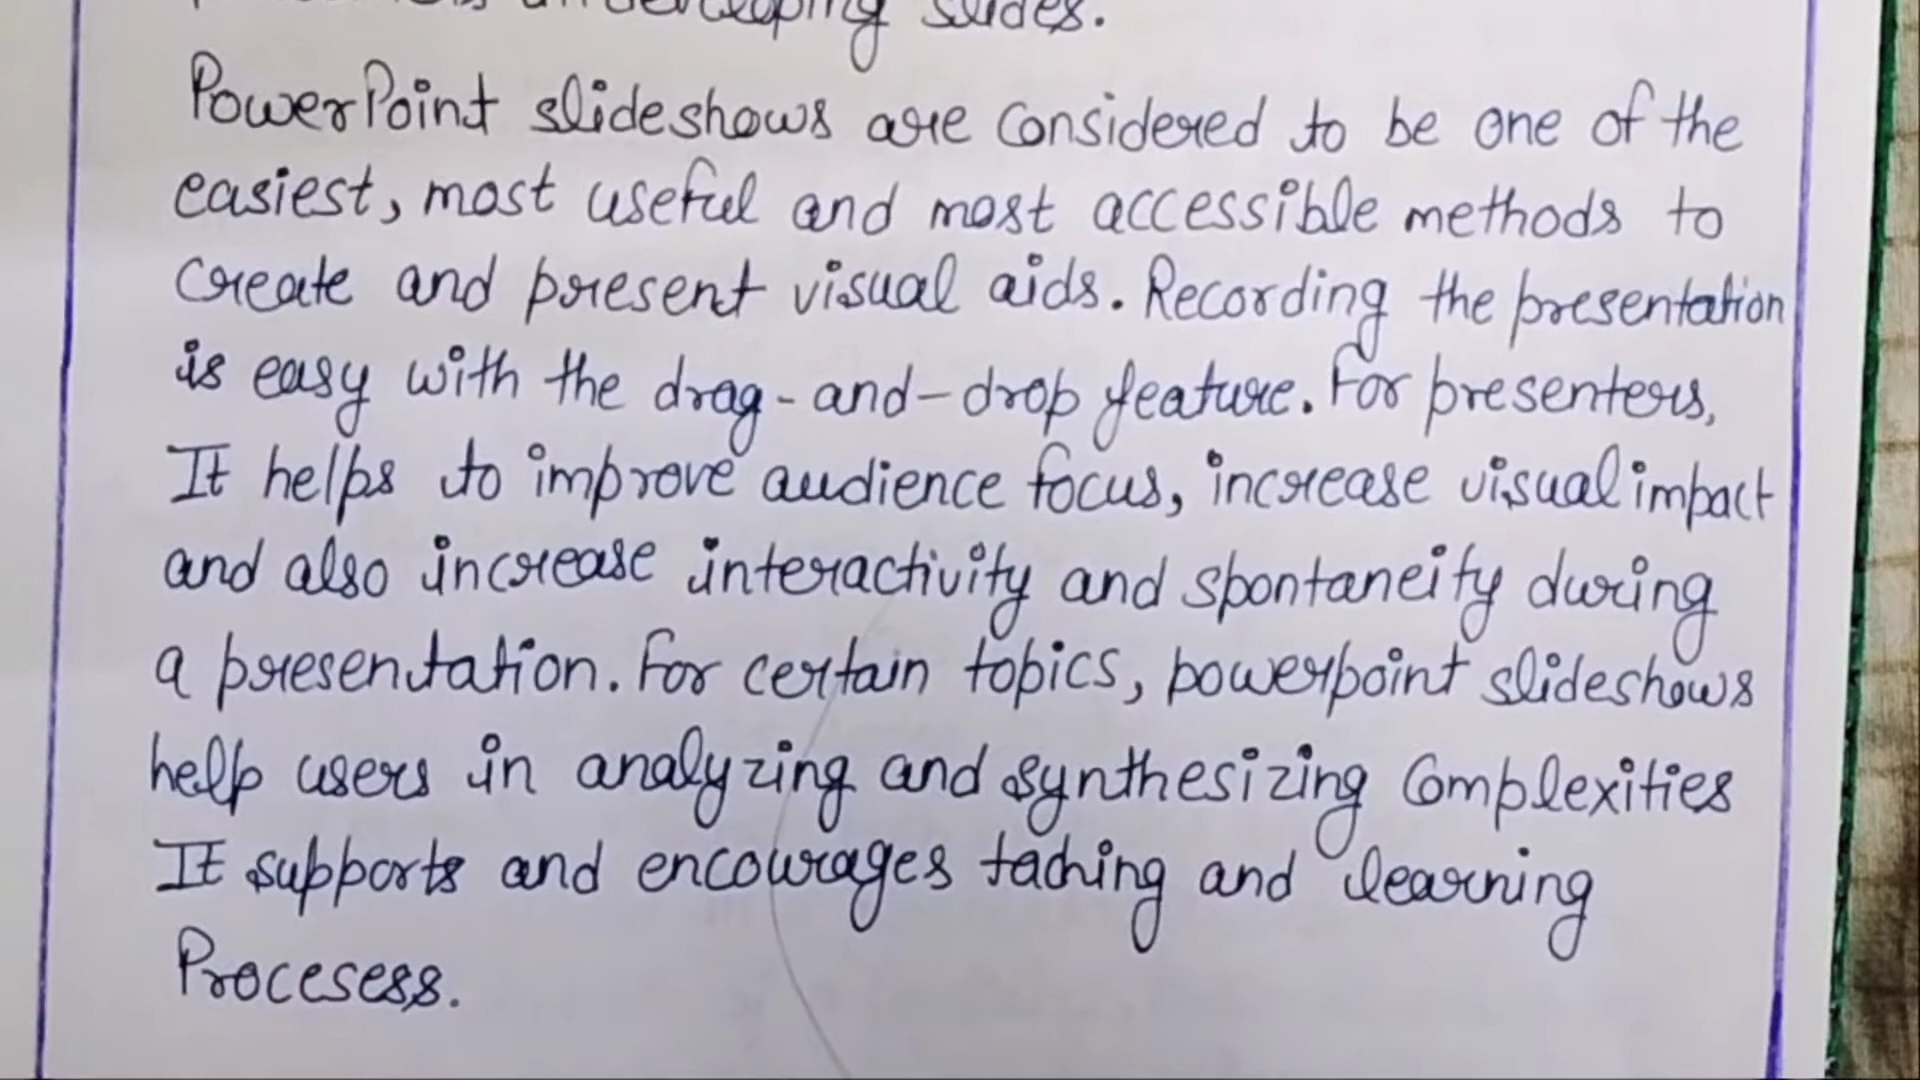 developing slides.
PowerPoint slideshows are considered to be one of the
easiest, most useful and most accessible methods to
create and present visual aids. Recording the presentation
is easy with the drag-and-drop feature. For presenters,
It helps to improve audience focus, increase visual impact
and also increase interactivity and spontaneity during
a presentation. For certain topics, powerpoint slideshows
help users in analyzing and synthesizing Complexities
It supports and encourages taching and learning
Procesess.